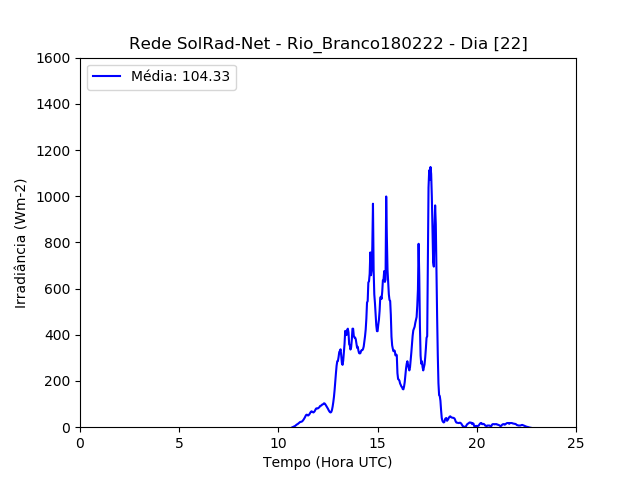 Rede SolRad-Net - Rio_Branco180222 - Dia [22]
Média: 104.33
Irradiância (Wm-2)
1600
1400
1200
1000
800
600
400
200
0
0 5 10 15 20 25
Tempo (Hora UTC)